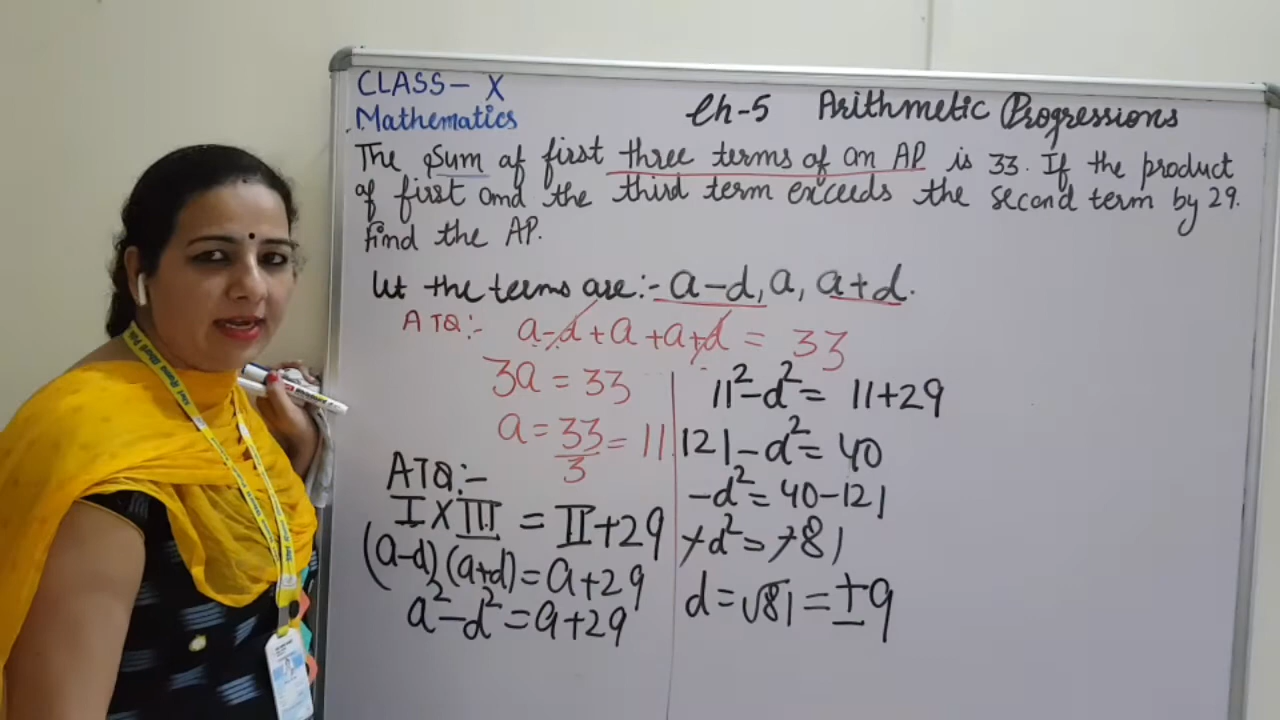 CLASS - X
Mathematics
Ch-5 Arithmetic Progressions
The Sum of first three terms of an AP is 33. If the product
of first and the third term exceeds the second term by 29.
find the AP.
let the terms are:- a-d, a, a+d.
ATQ:- a-d+a+a+d = 33
3a = 33
a = 33/3 = 11
ATQ:-
I X III = II+29
(a-d)(a+d) = a+29
a²-d² = a+29
11²-d² = 11+29
121-d² = 40
-d² = 40-121
-d² = -81
d = √81 = ±9